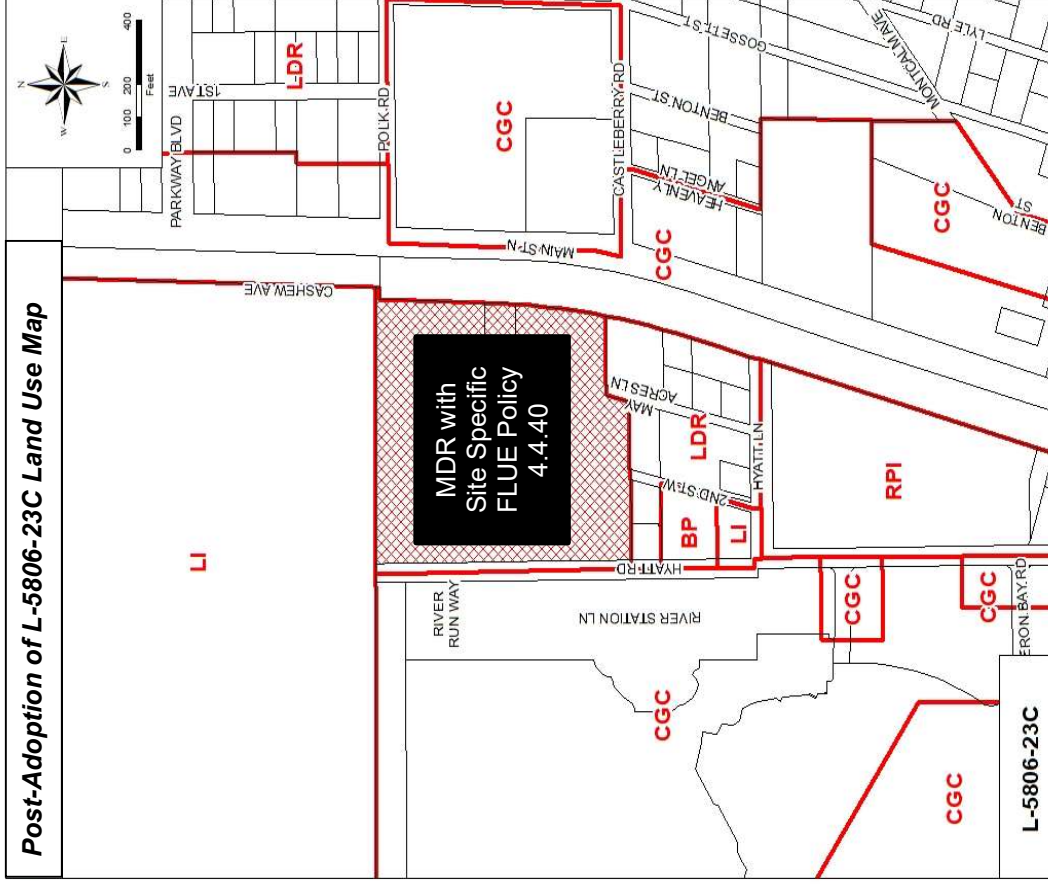 Post-Adoption of L-5806-23C Land Use Map
N
W
E
S
0 100 200 400
Feet
PARKWAY BLVD
1ST AVE
LDR
POLK RD
CASHEW AVE
LI
MAIN ST N
CGC
CASTLEBERRY RD
GOSSETT ST
BENTON ST
HEAVENLY
ANGEL LN
CGC
MONTCALM AVE
LYLE RD
CGC
BENTON
ST
MDR with
Site Specific
FLUE Policy
4.4.40
MAY
ACRES LN
LDR
2ND ST W
HYATT LN
BP
LI
HYATT RD
RPI
RIVER
RUN WAY
RIVER STATION LN
CGC
CGC
CGC
ERON BAY RD
CGC
L-5806-23C